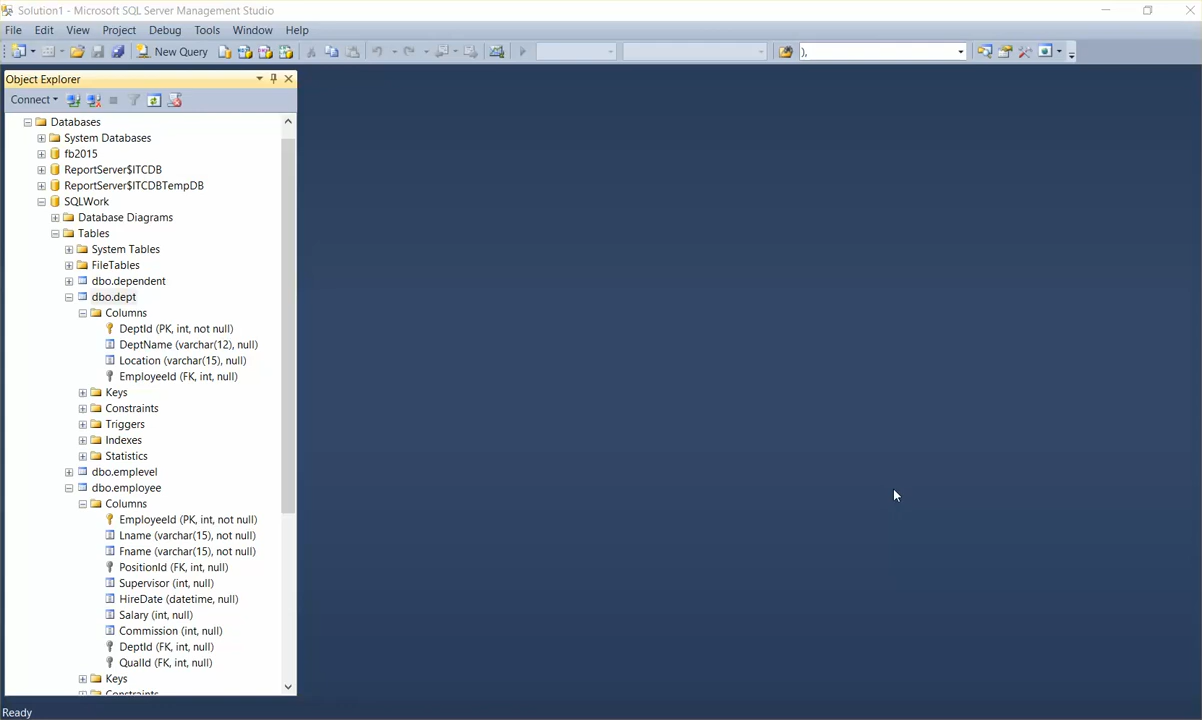 Solution1 - Microsoft SQL Server Management Studio
File Edit View Project Debug Tools Window Help
New Query ),
Object Explorer
Connect
Databases
System Databases
fb2015
ReportServer$ITCDB
ReportServer$ITCDBTempDB
SQLWork
Database Diagrams
Tables
System Tables
FileTables
dbo.dependent
dbo.dept
Columns
DeptId (PK, int, not null)
DeptName (varchar(12), null)
Location (varchar(15), null)
EmployeeId (FK, int, null)
Keys
Constraints
Triggers
Indexes
Statistics
dbo.emplevel
dbo.employee
Columns
EmployeeId (PK, int, not null)
Lname (varchar(15), not null)
Fname (varchar(15), not null)
PositionId (FK, int, null)
Supervisor (int, null)
HireDate (datetime, null)
Salary (int, null)
Commission (int, null)
DeptId (FK, int, null)
QualId (FK, int, null)
Keys
Constraints
Ready